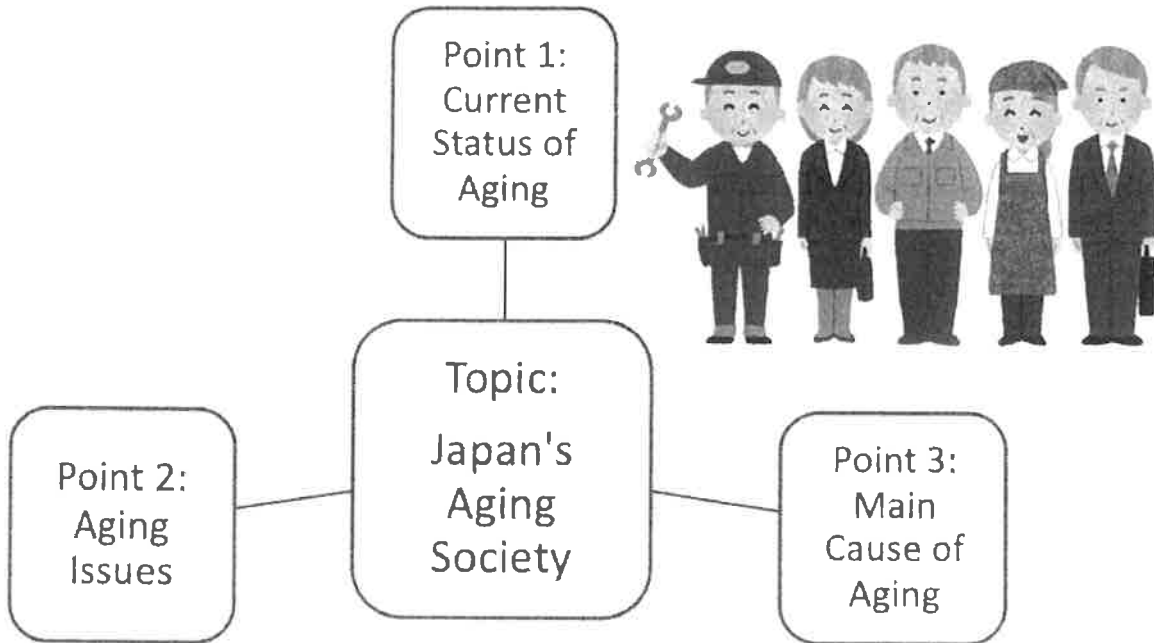 Point 1:
Current
Status of
Aging
Topic:
Japan's
Aging
Society
Point 2:
Aging
Issues
Point 3:
Main
Cause of
Aging